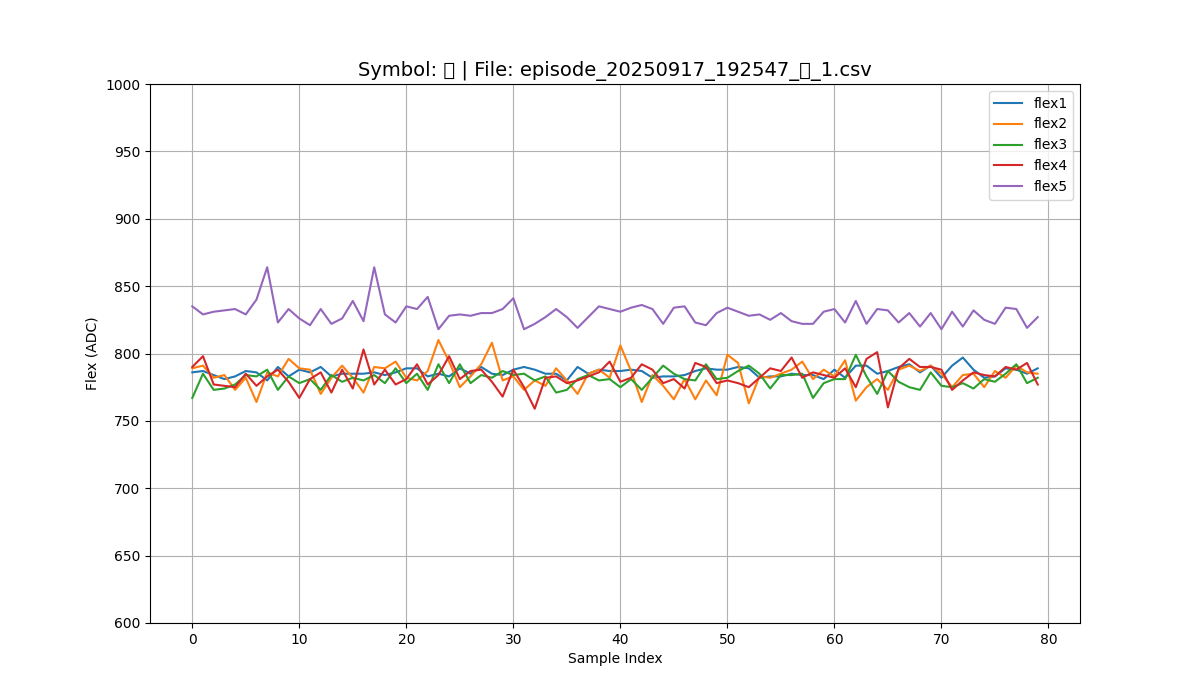 Symbol: | File: episode_20250917_192547_ _1.csv
flex1
flex2
flex3
flex4
flex5
Flex (ADC)
1000
950
900
850
800
750
700
650
600
0 10 20 30 40 50 60 70 80
Sample Index